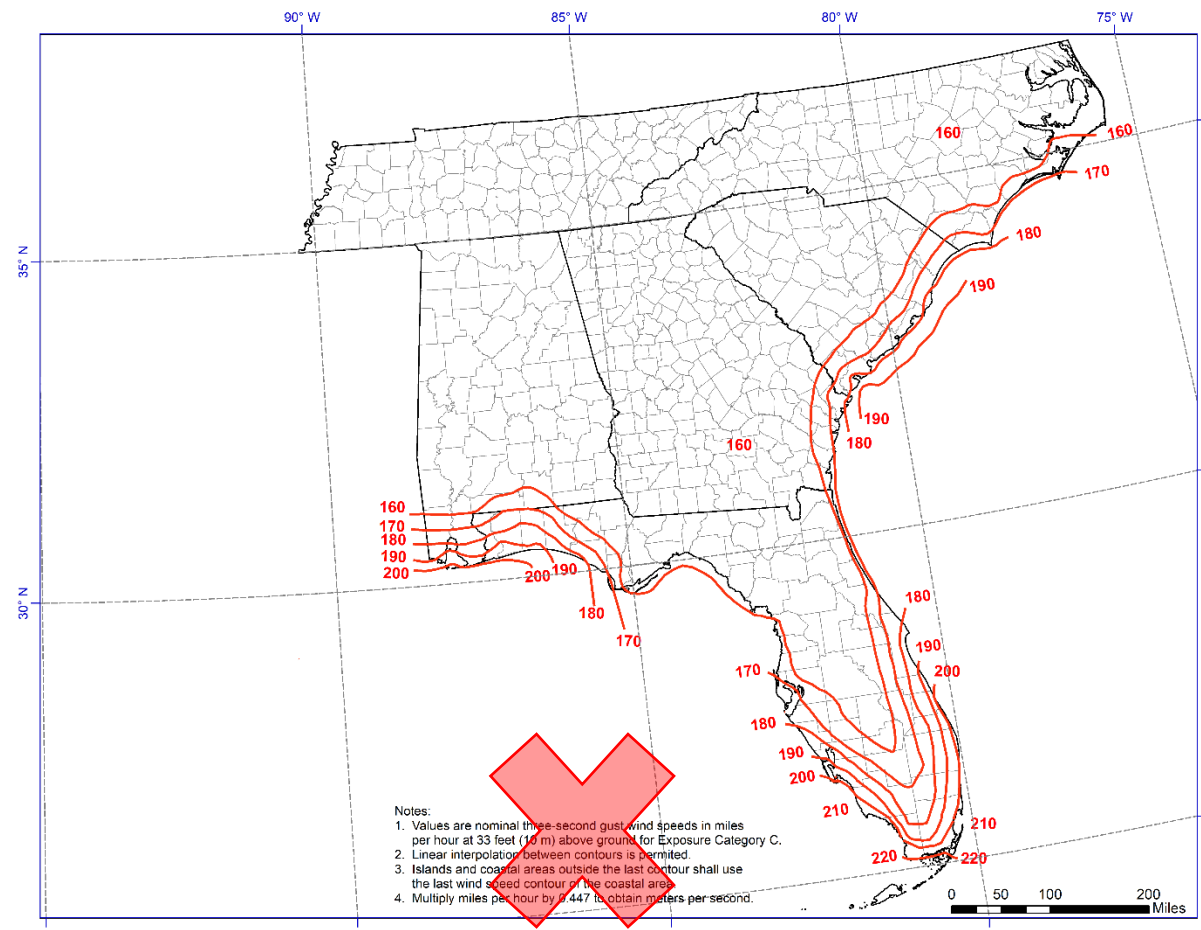 90° W
85° W
80° W
75° W
35° N
30° N
160
160
170
180
190
190
180
160
160
170
180
190
200
200
190
180
170
180
190
200
170
180
190
200
210
210
220
220
Notes:
1. Values are nominal three-second gust wind speeds in miles
per hour at 33 feet (10 m) above ground for Exposure Category C.
2. Linear interpolation between contours is permited.
3. Islands and coastal areas outside the last contour shall use
the last wind speed contour of the coastal area.
4. Multiply miles per hour by 0.447 to obtain meters per second.
0 50 100 200
Miles